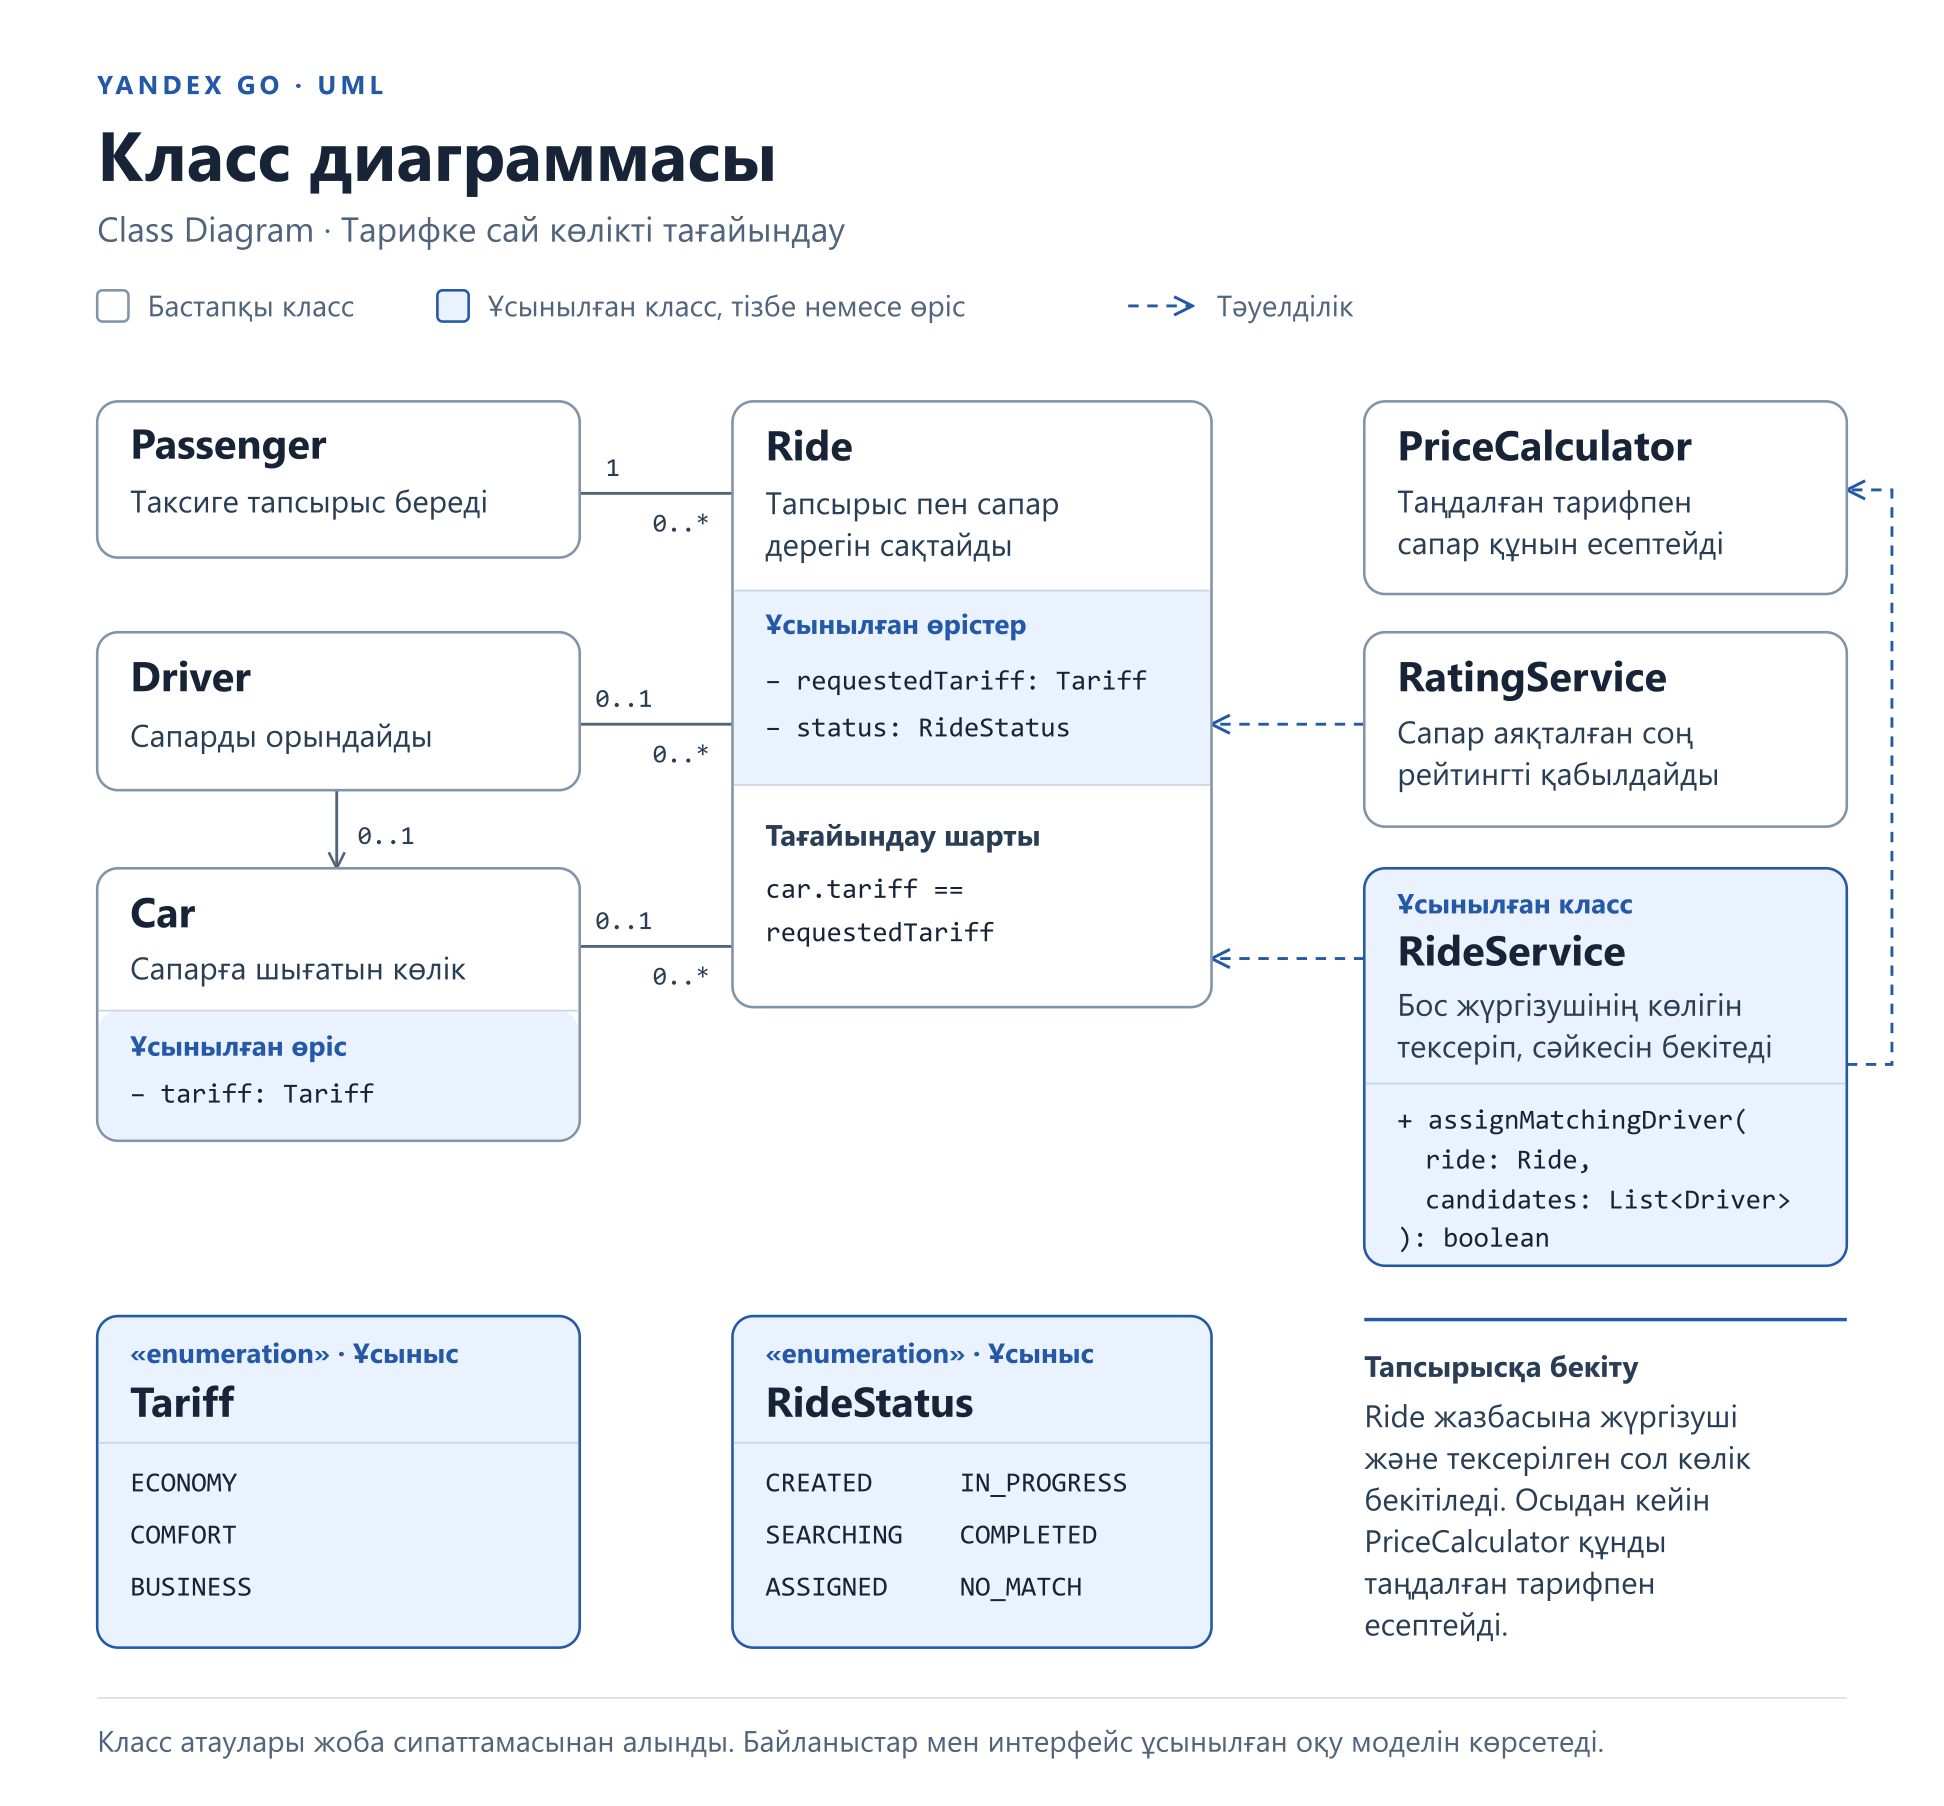 YANDEX GO · UML
Класс диаграммасы
Class Diagram · Тарифке сай көлікті тағайындау
Бастапқы класс
Ұсынылған класс, тізбе немесе өріс
Тәуелділік
Passenger
Таксиге тапсырыс береді
1
0..*
Driver
Сапарды орындайды
0..1
0..*
0..1
Car
Сапарға шығатын көлік
Ұсынылған өріс
– tariff: Tariff
0..1
0..*
Ride
Тапсырыс пен сапар
дерегін сақтайды
Ұсынылған өрістер
– requestedTariff: Tariff
– status: RideStatus
Тағайындау шарты
car.tariff ==
requestedTariff
PriceCalculator
Таңдалған тарифпен
сапар құнын есептейді
RatingService
Сапар аяқталған соң
рейтингті қабылдайды
Ұсынылған класс
RideService
Бос жүргізушінің көлігін
тексеріп, сәйкесін бекітеді
+ assignMatchingDriver(
ride: Ride,
candidates: List<Driver>
): boolean
«enumeration» · Ұсыныс
Tariff
ECONOMY
COMFORT
BUSINESS
«enumeration» · Ұсыныс
RideStatus
CREATED IN_PROGRESS
SEARCHING COMPLETED
ASSIGNED NO_MATCH
Тапсырысқа бекіту
Ride жазбасына жүргізуші
және тексерілген сол көлік
бекітіледі. Осыдан кейін
PriceCalculator құнды
таңдалған тарифпен
есептейді.
Класс атаулары жоба сипаттамасынан алынды. Байланыстар мен интерфейс ұсынылған оқу моделін көрсетеді.